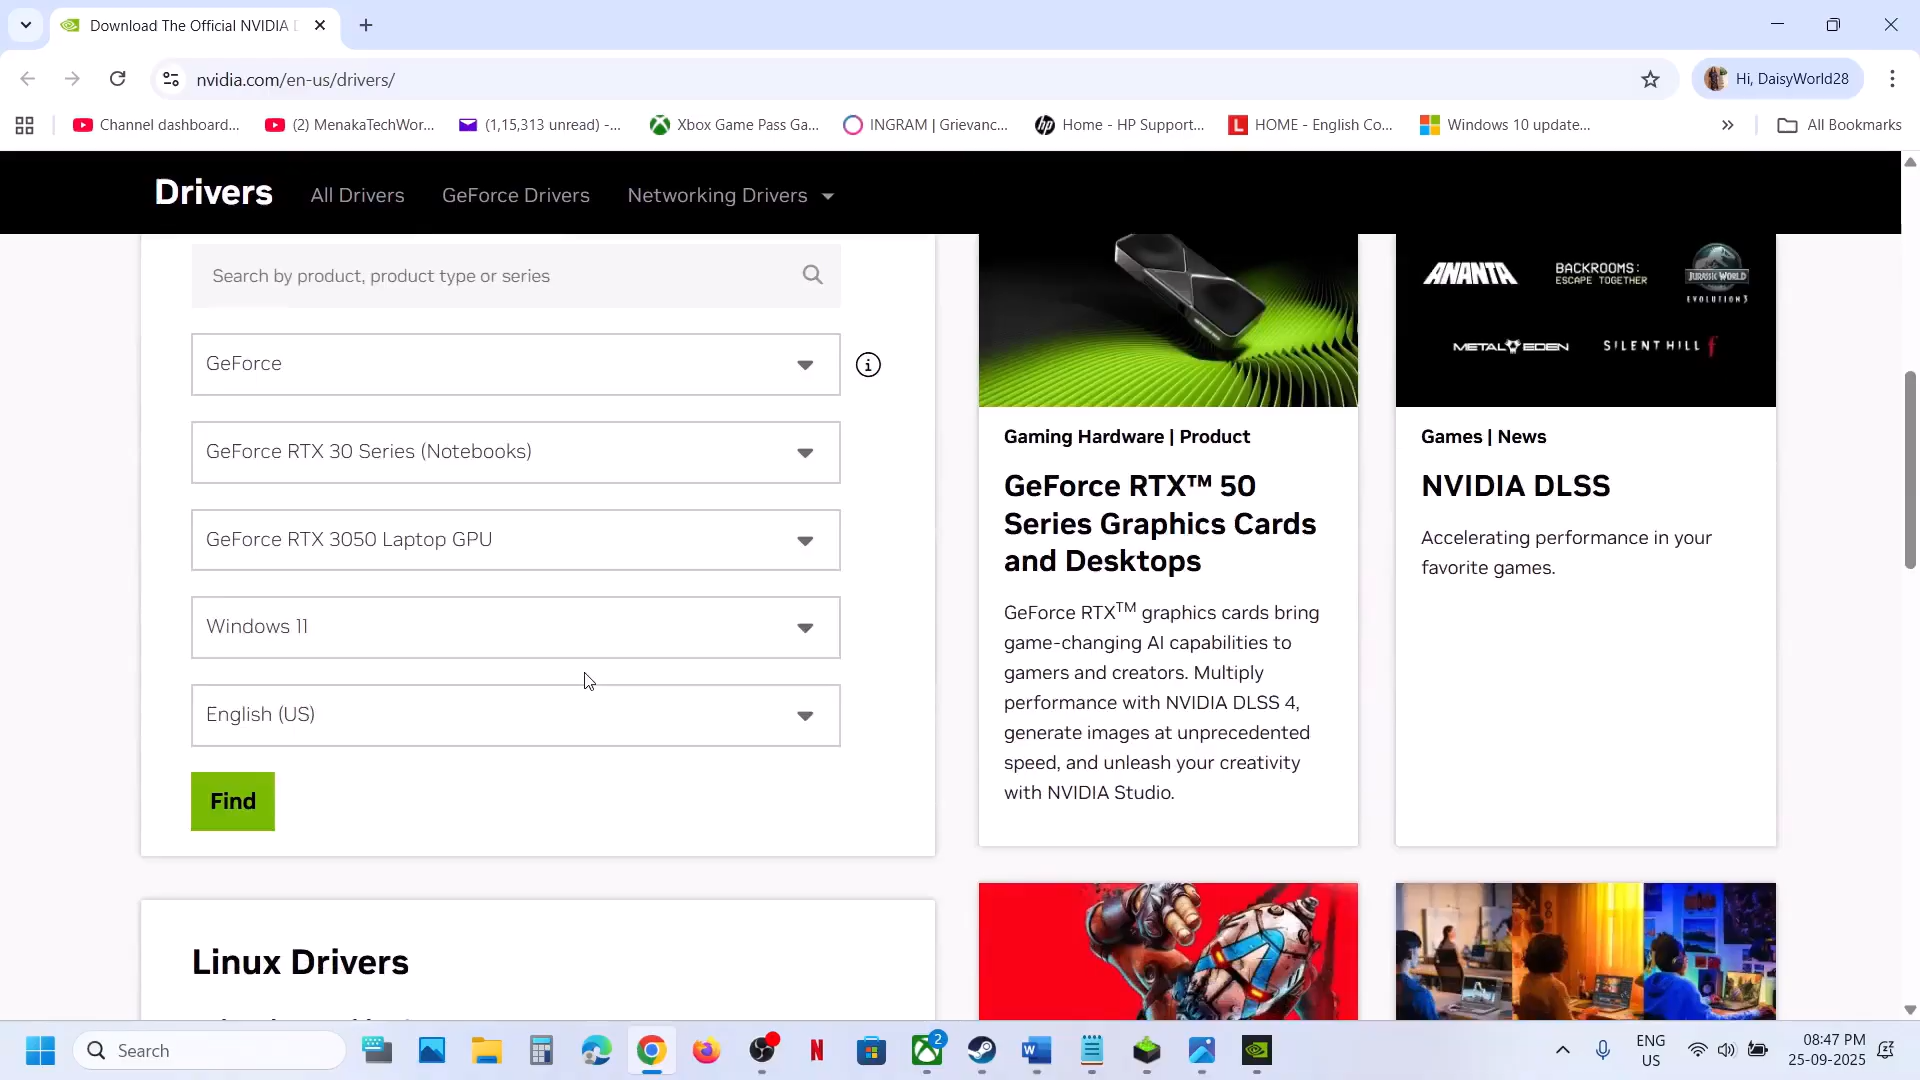 Download The Official NVIDIA D
nvidia.com/en-us/drivers/
Hi, DaisyWorld28
Channel dashboard...
(2) MenakaTechWor...
(1,15,313 unread) -...
Xbox Game Pass Ga...
INGRAM | Grievanc...
Home - HP Support...
HOME - English Co...
Windows 10 update...
All Bookmarks
Drivers
All Drivers
GeForce Drivers
Networking Drivers
Search by product, product type or series
GeForce
GeForce RTX 30 Series (Notebooks)
GeForce RTX 3050 Laptop GPU
Windows 11
English (US)
Find
Linux Drivers
Gaming Hardware | Product
GeForce RTX™ 50
Series Graphics Cards
and Desktops
GeForce RTX™ graphics cards bring
game-changing AI capabilities to
gamers and creators. Multiply
performance with NVIDIA DLSS 4,
generate images at unprecedented
speed, and unleash your creativity
with NVIDIA Studio.
ANANTA
BACKROOMS:
ESCAPE TOGETHER
JURASSIC WORLD
EVOLUTION 3
METAL EDEN
SILENT HILL f
Games | News
NVIDIA DLSS
Accelerating performance in your
favorite games.
Search
2
ENG
US
08:47 PM
25-09-2025